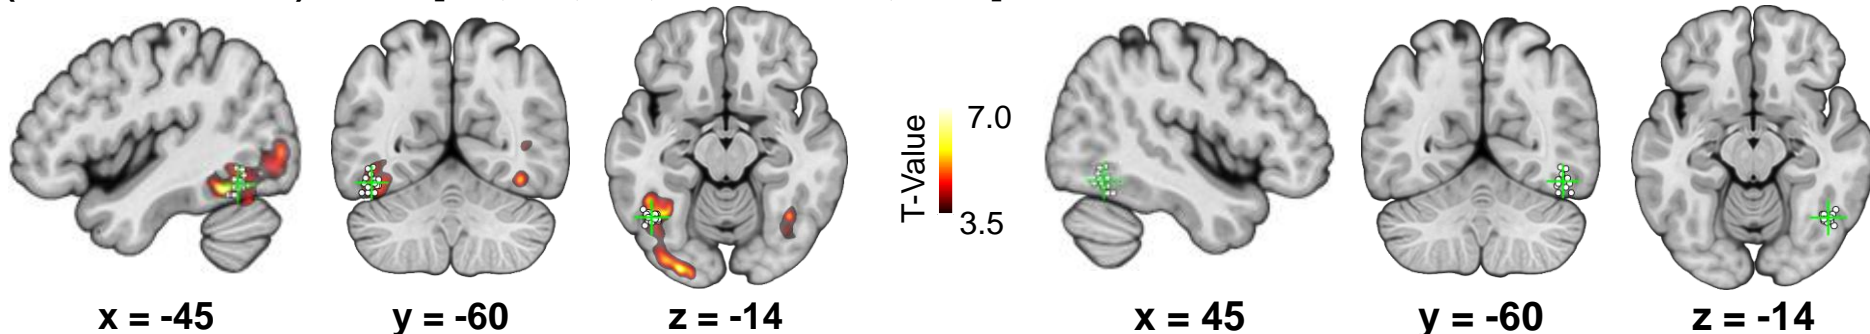 T-Value
7.0
3.5
x = -45
y = -60
z = -14
x = 45
y = -60
z = -14